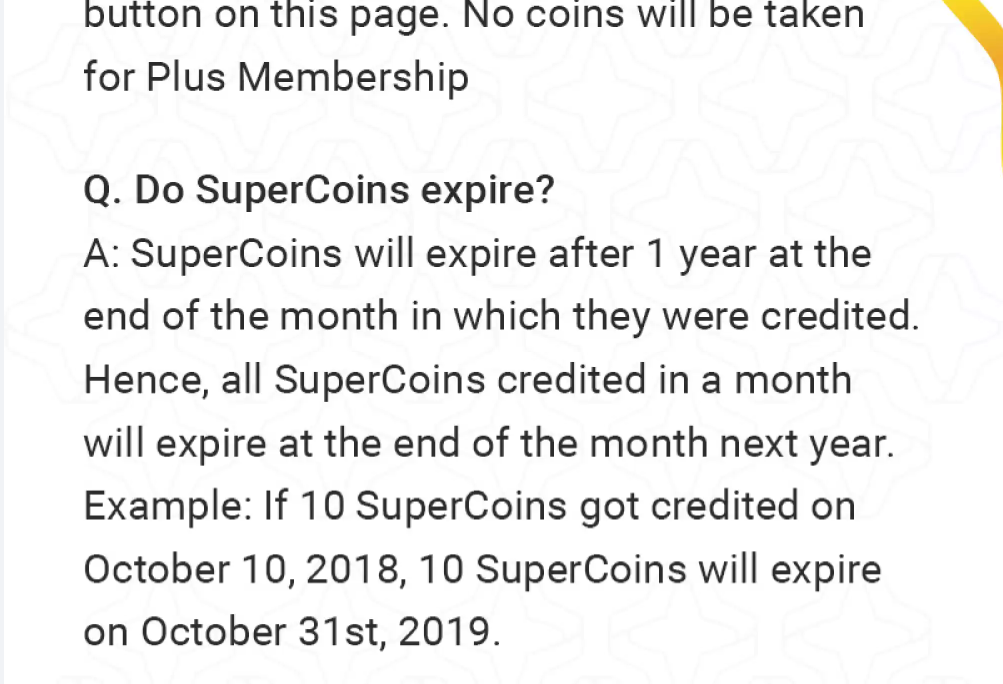 button on this page. No coins will be taken
for Plus Membership
Q. Do SuperCoins expire?
A: SuperCoins will expire after 1 year at the
end of the month in which they were credited.
Hence, all SuperCoins credited in a month
will expire at the end of the month next year.
Example: If 10 SuperCoins got credited on
October 10, 2018, 10 SuperCoins will expire
on October 31st, 2019.